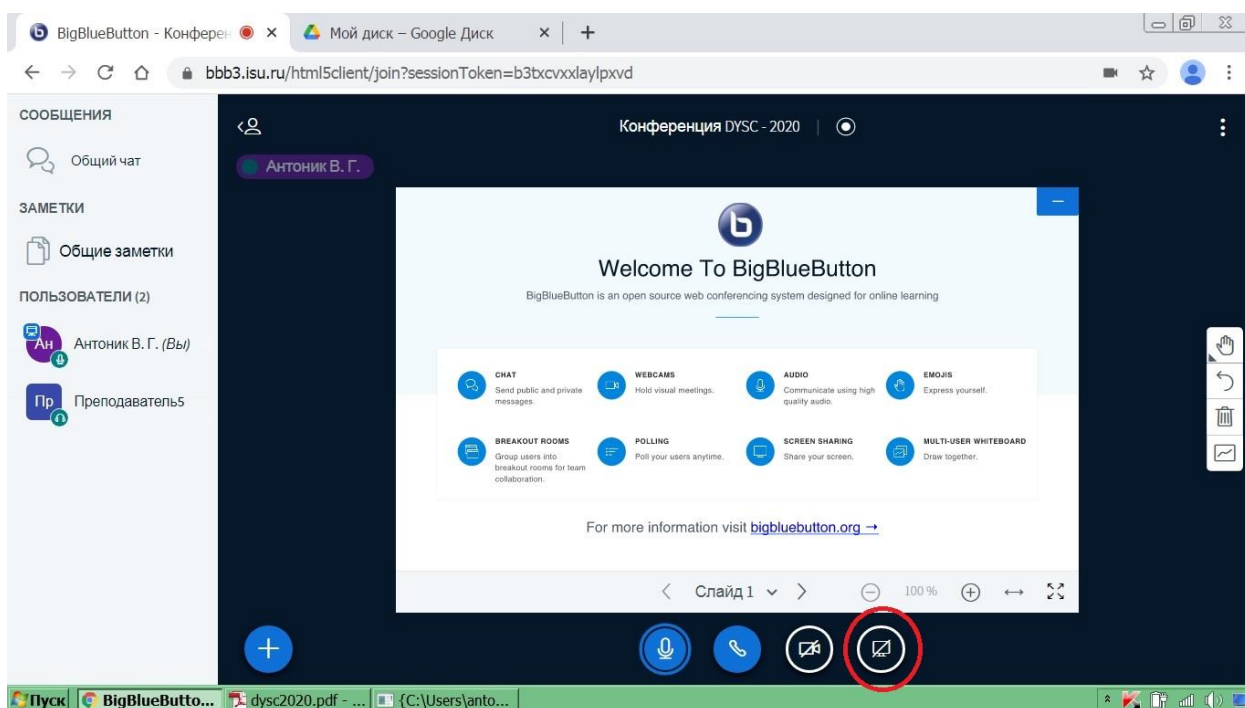 BigBlueButton - Конфере
Мой диск – Google Диск
bbb3.isu.ru/html5client/join?sessionToken=b3txcvxxlaylpxvd
СООБЩЕНИЯ
Общий чат
ЗАМЕТКИ
Общие заметки
ПОЛЬЗОВАТЕЛИ (2)
Ан
Антоник В. Г. (Вы)
Пр
Преподаватель5
Конференция DYSC - 2020
Антоник В. Г.
b
Welcome To BigBlueButton
BigBlueButton is an open source web conferencing system designed for online learning
CHAT
Send public and private
messages.
WEBCAMS
Hold visual meetings.
AUDIO
Communicate using high
quality audio.
EMOJIS
Express yourself.
BREAKOUT ROOMS
Group users into
breakout rooms for team
collaboration.
POLLING
Poll your users anytime.
SCREEN SHARING
Share your screen.
MULTI-USER WHITEBOARD
Draw together.
For more information visit bigbluebutton.org →
Слайд 1
100 %
Пуск
BigBlueButto...
dysc2020.pdf - ...
{C:\Users\anto...